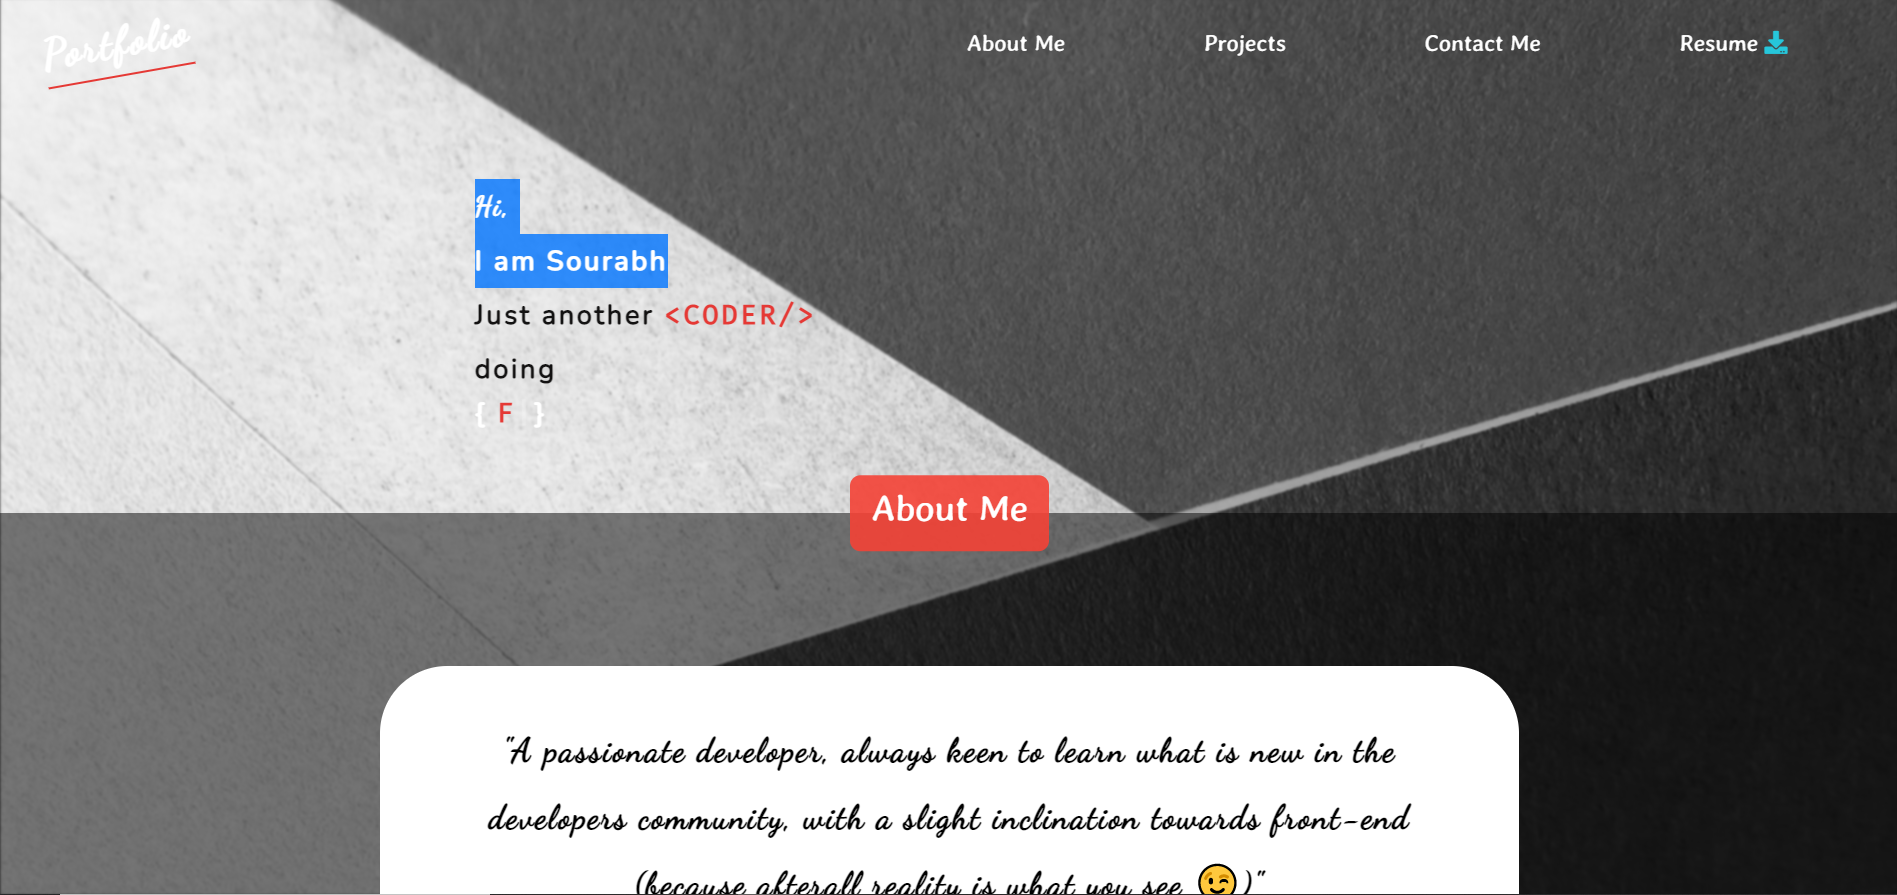 Portfolio
About Me
Projects
Contact Me
Resume
Hi,
I am Sourabh
Just another <CODER/>
doing
{ F }
About Me
"A passionate developer, always keen to learn what is new in the
developers community, with a slight inclination towards front-end
(because afterall reality is what you see 😉)"